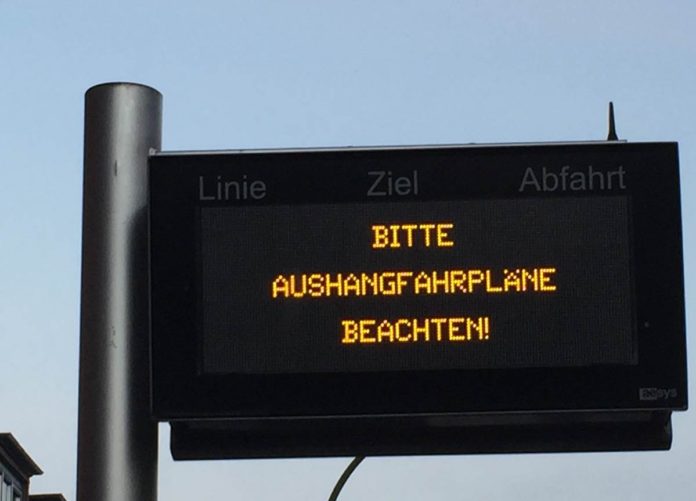 Linie Ziel Abfahrt
BITTE
AUSHANGFAHRPLÄNE
BEACHTEN!